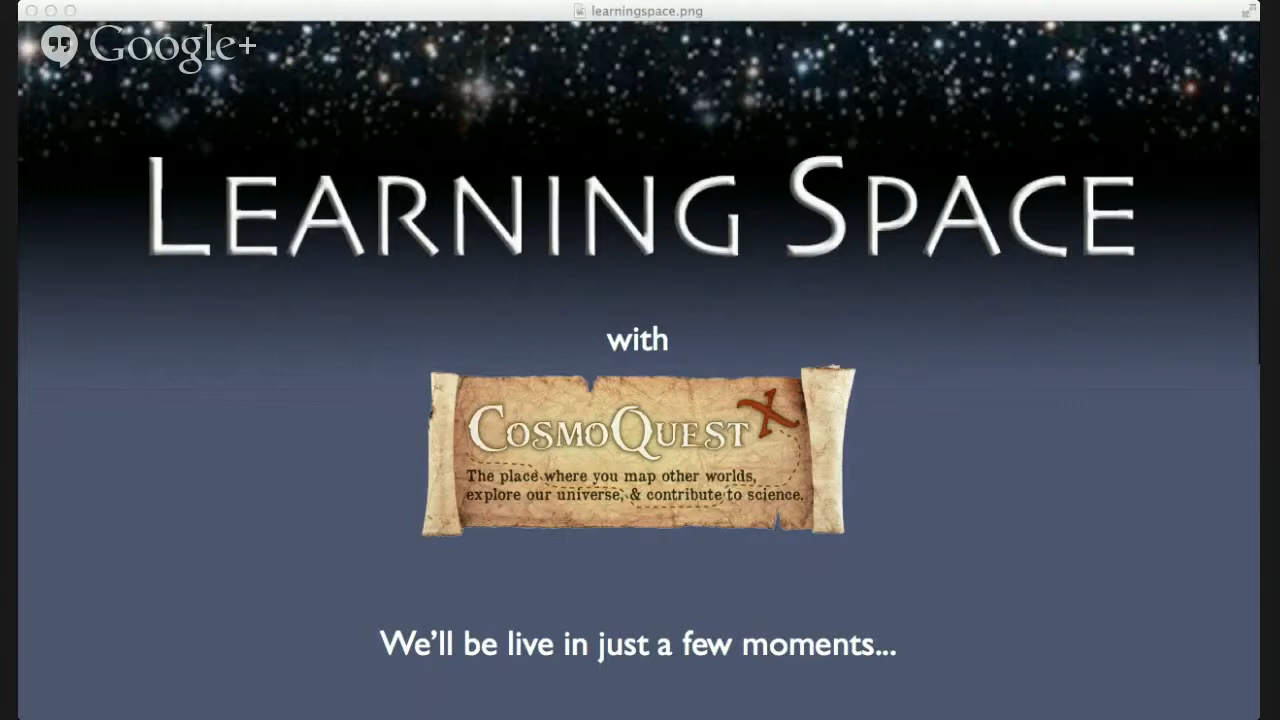 learningspace.png
Google+
LEARNING SPACE
with
COSMOQUEST X
The place where you map other worlds,
explore our universe, & contribute to science.
We'll be live in just a few moments...